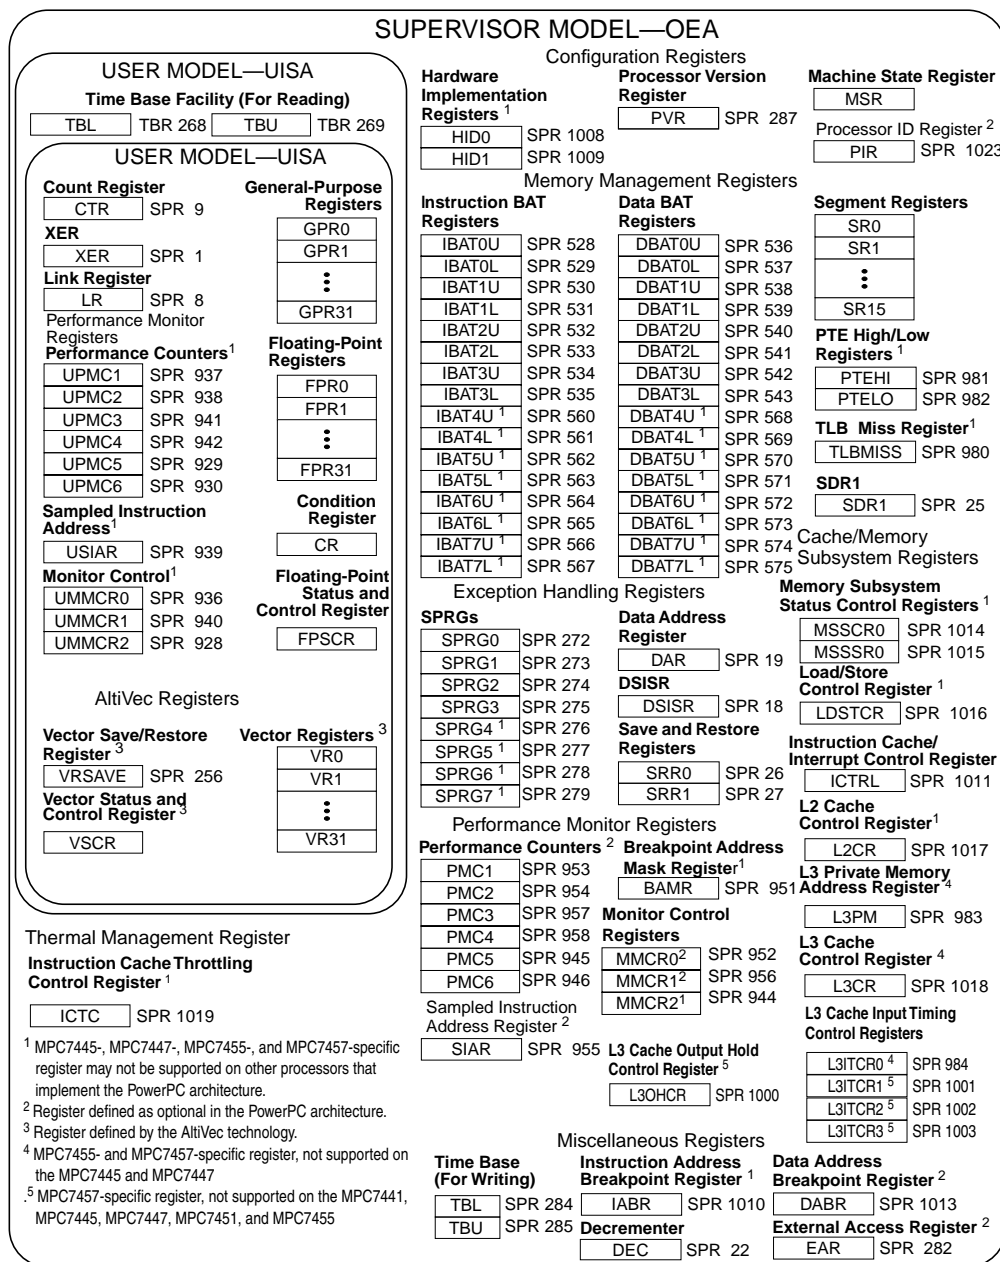 SUPERVISOR MODEL—OEA
USER MODEL—UISA
Time Base Facility (For Reading)
TBL TBR 268 TBU TBR 269
USER MODEL—UISA
Count Register
CTR SPR 9
XER
XER SPR 1
Link Register
LR SPR 8
Performance Monitor
Registers
Performance Counters1
UPMC1 SPR 937
UPMC2 SPR 938
UPMC3 SPR 941
UPMC4 SPR 942
UPMC5 SPR 929
UPMC6 SPR 930
Sampled Instruction
Address1
USIAR SPR 939
Monitor Control1
UMMCR0 SPR 936
UMMCR1 SPR 940
UMMCR2 SPR 928
General-Purpose
Registers
GPR0
GPR1
GPR31
Floating-Point
Registers
FPR0
FPR1
FPR31
Condition
Register
CR
Floating-Point
Status and
Control Register
FPSCR
AltiVec Registers
Vector Save/Restore
Register 3
VRSAVE SPR 256
Vector Status and
Control Register 3
VSCR
Vector Registers 3
VR0
VR1
VR31
Thermal Management Register
Instruction Cache Throttling
Control Register 1
ICTC SPR 1019
1 MPC7445-, MPC7447-, MPC7455-, and MPC7457-specific
register may not be supported on other processors that
implement the PowerPC architecture.
2 Register defined as optional in the PowerPC architecture.
3 Register defined by the AltiVec technology.
4 MPC7455- and MPC7457-specific register, not supported on
the MPC7445 and MPC7447
.5 MPC7457-specific register, not supported on the MPC7441,
MPC7445, MPC7447, MPC7451, and MPC7455
Configuration Registers
Hardware
Implementation
Registers 1
HID0 SPR 1008
HID1 SPR 1009
Processor Version
Register
PVR SPR 287
Machine State Register
MSR
Processor ID Register 2
PIR SPR 1023
Memory Management Registers
Instruction BAT
Registers
IBAT0U SPR 528
IBAT0L SPR 529
IBAT1U SPR 530
IBAT1L SPR 531
IBAT2U SPR 532
IBAT2L SPR 533
IBAT3U SPR 534
IBAT3L SPR 535
IBAT4U 1 SPR 560
IBAT4L 1 SPR 561
IBAT5U 1 SPR 562
IBAT5L 1 SPR 563
IBAT6U 1 SPR 564
IBAT6L 1 SPR 565
IBAT7U 1 SPR 566
IBAT7L 1 SPR 567
Data BAT
Registers
DBAT0U SPR 536
DBAT0L SPR 537
DBAT1U SPR 538
DBAT1L SPR 539
DBAT2U SPR 540
DBAT2L SPR 541
DBAT3U SPR 542
DBAT3L SPR 543
DBAT4U 1 SPR 568
DBAT4L 1 SPR 569
DBAT5U 1 SPR 570
DBAT5L 1 SPR 571
DBAT6U 1 SPR 572
DBAT6L 1 SPR 573
DBAT7U 1 SPR 574
DBAT7L 1 SPR 575
Segment Registers
SR0
SR1
SR15
PTE High/Low
Registers 1
PTEHI SPR 981
PTELO SPR 982
TLB Miss Register1
TLBMISS SPR 980
SDR1
SDR1 SPR 25
Exception Handling Registers
SPRGs
SPRG0 SPR 272
SPRG1 SPR 273
SPRG2 SPR 274
SPRG3 SPR 275
SPRG4 1 SPR 276
SPRG5 1 SPR 277
SPRG6 1 SPR 278
SPRG7 1 SPR 279
Data Address
Register
DAR SPR 19
DSISR
DSISR SPR 18
Save and Restore
Registers
SRR0 SPR 26
SRR1 SPR 27
Cache/Memory
Subsystem Registers
Memory Subsystem
Status Control Registers 1
MSSCR0 SPR 1014
MSSSR0 SPR 1015
Load/Store
Control Register 1
LDSTCR SPR 1016
Instruction Cache/
Interrupt Control Register
ICTRL SPR 1011
L2 Cache
Control Register1
L2CR SPR 1017
L3 Private Memory
Address Register 4
L3PM SPR 983
L3 Cache
Control Register 4
L3CR SPR 1018
L3 Cache Input Timing
Control Registers
L3ITCR0 4 SPR 984
L3ITCR1 5 SPR 1001
L3ITCR2 5 SPR 1002
L3ITCR3 5 SPR 1003
Performance Monitor Registers
Performance Counters 2
PMC1 SPR 953
PMC2 SPR 954
PMC3 SPR 957
PMC4 SPR 958
PMC5 SPR 945
PMC6 SPR 946
Sampled Instruction
Address Register 2
SIAR SPR 955
Breakpoint Address
Mask Register1
BAMR SPR 951
Monitor Control
Registers
MMCR02 SPR 952
MMCR12 SPR 956
MMCR21 SPR 944
L3 Cache Output Hold
Control Register 5
L3OHCR SPR 1000
Miscellaneous Registers
Time Base
(For Writing)
TBL SPR 284
TBU SPR 285
Instruction Address
Breakpoint Register 1
IABR SPR 1010
Decrementer
DEC SPR 22
Data Address
Breakpoint Register 2
DABR SPR 1013
External Access Register 2
EAR SPR 282